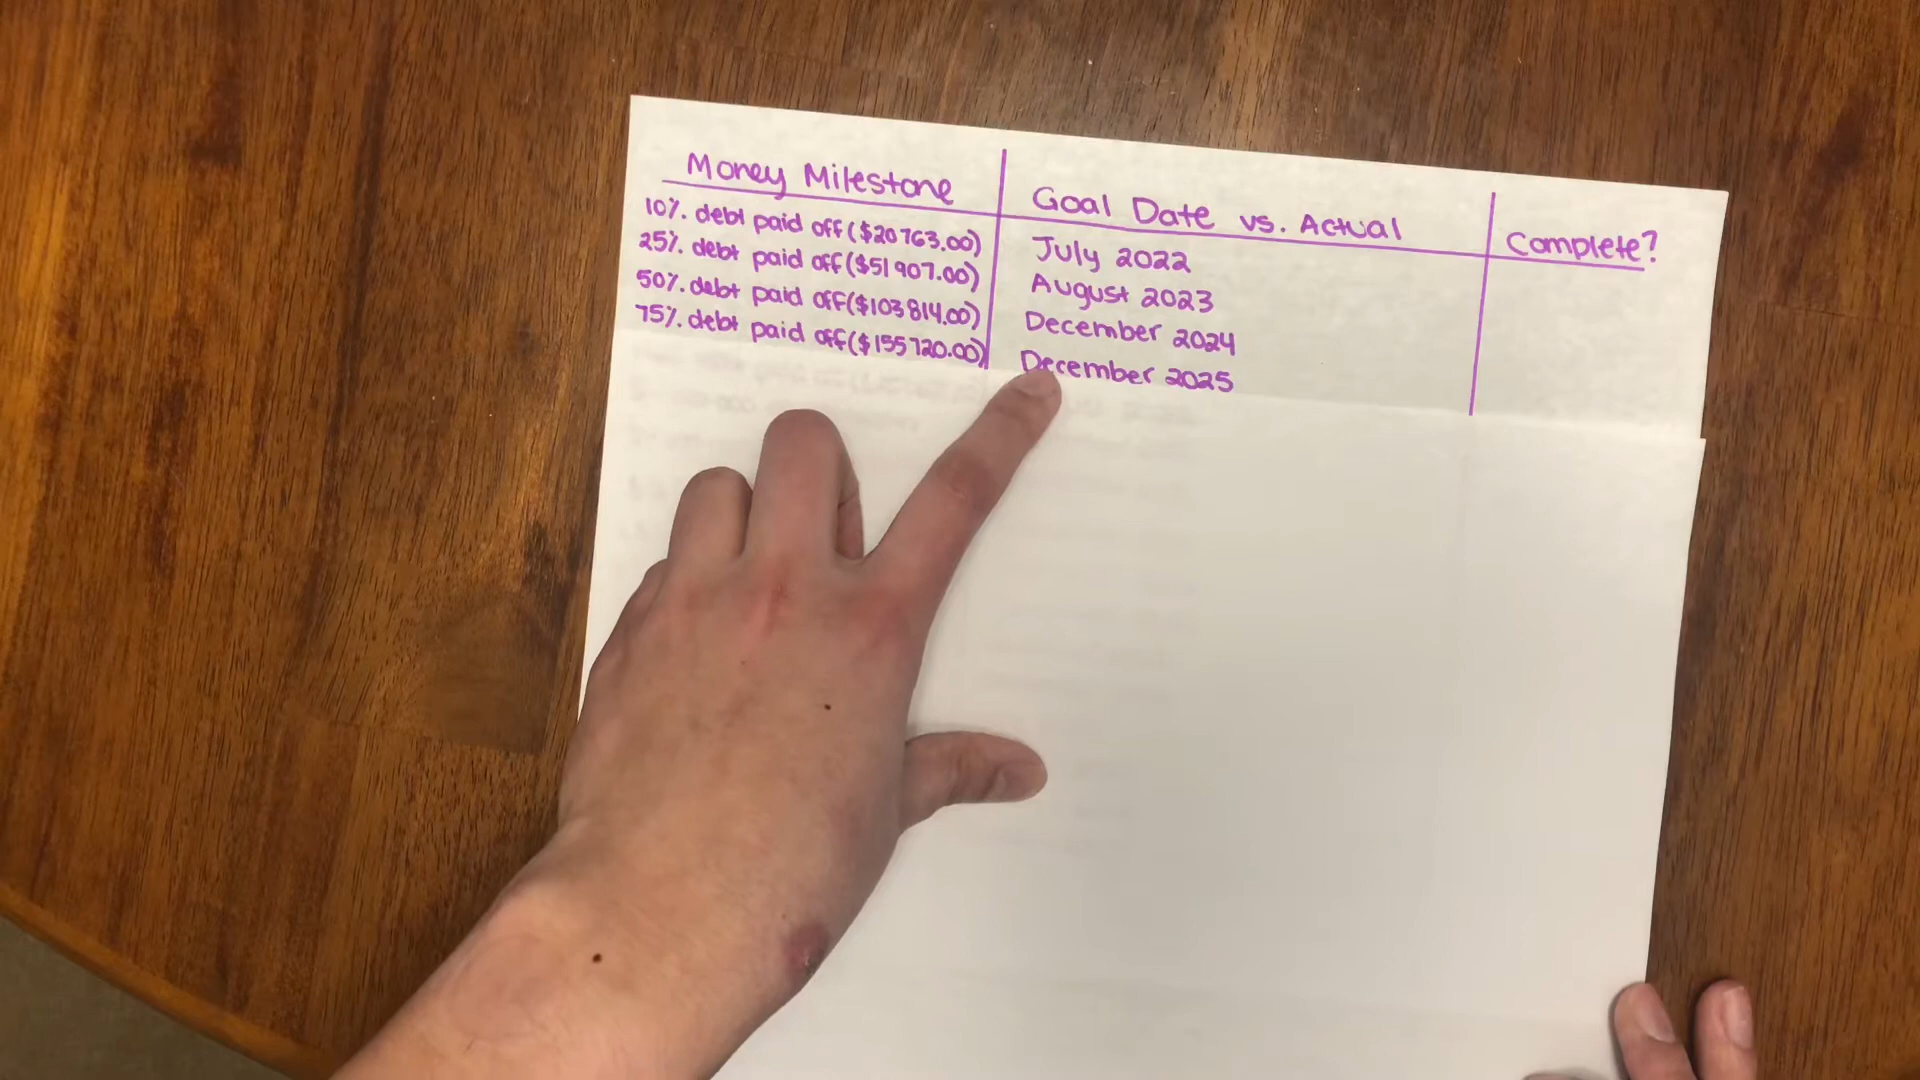 Money Milestone Goal Date vs. Actual Complete?
10%. debt paid off ($20763.00) July 2022
25%. debt paid off ($51907.00) August 2023
50%. debt paid off ($103814.00) December 2024
75%. debt paid off ($155720.00) December 2025